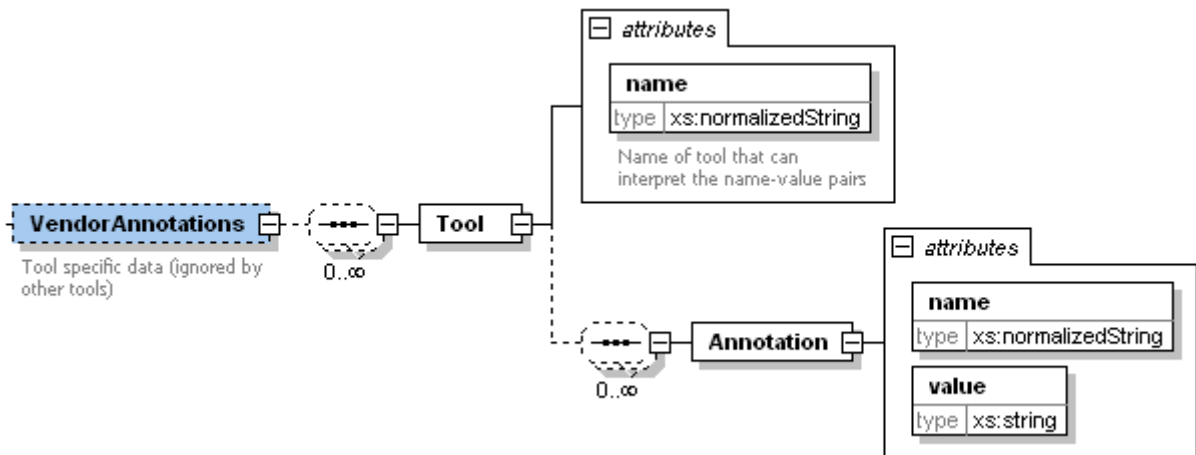 attributes
name
type xs:normalizedString
Name of tool that can
interpret the name-value pairs
VendorAnnotations
Tool specific data (ignored by
other tools)
0..∞
Tool
attributes
name
type xs:normalizedString
value
type xs:string
Annotation
0..∞